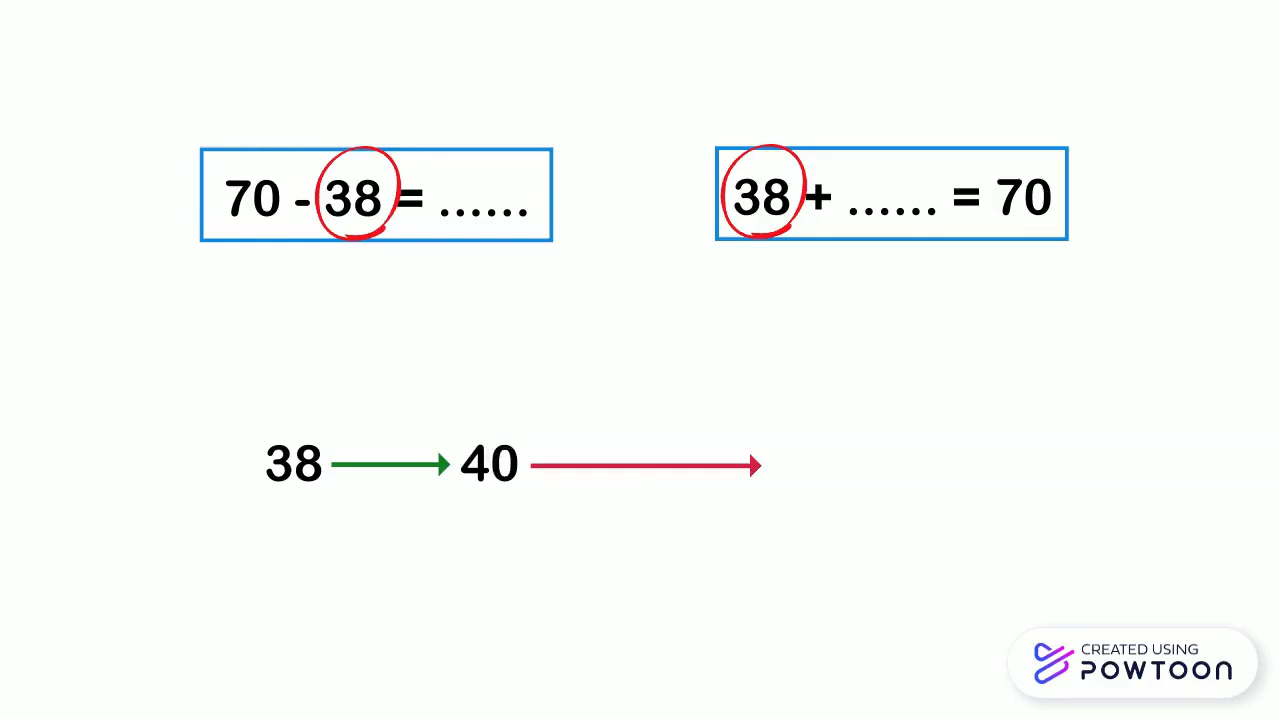 70 - 38 = ......
38 + ...... = 70
38 40
CREATED USING
POWTOON